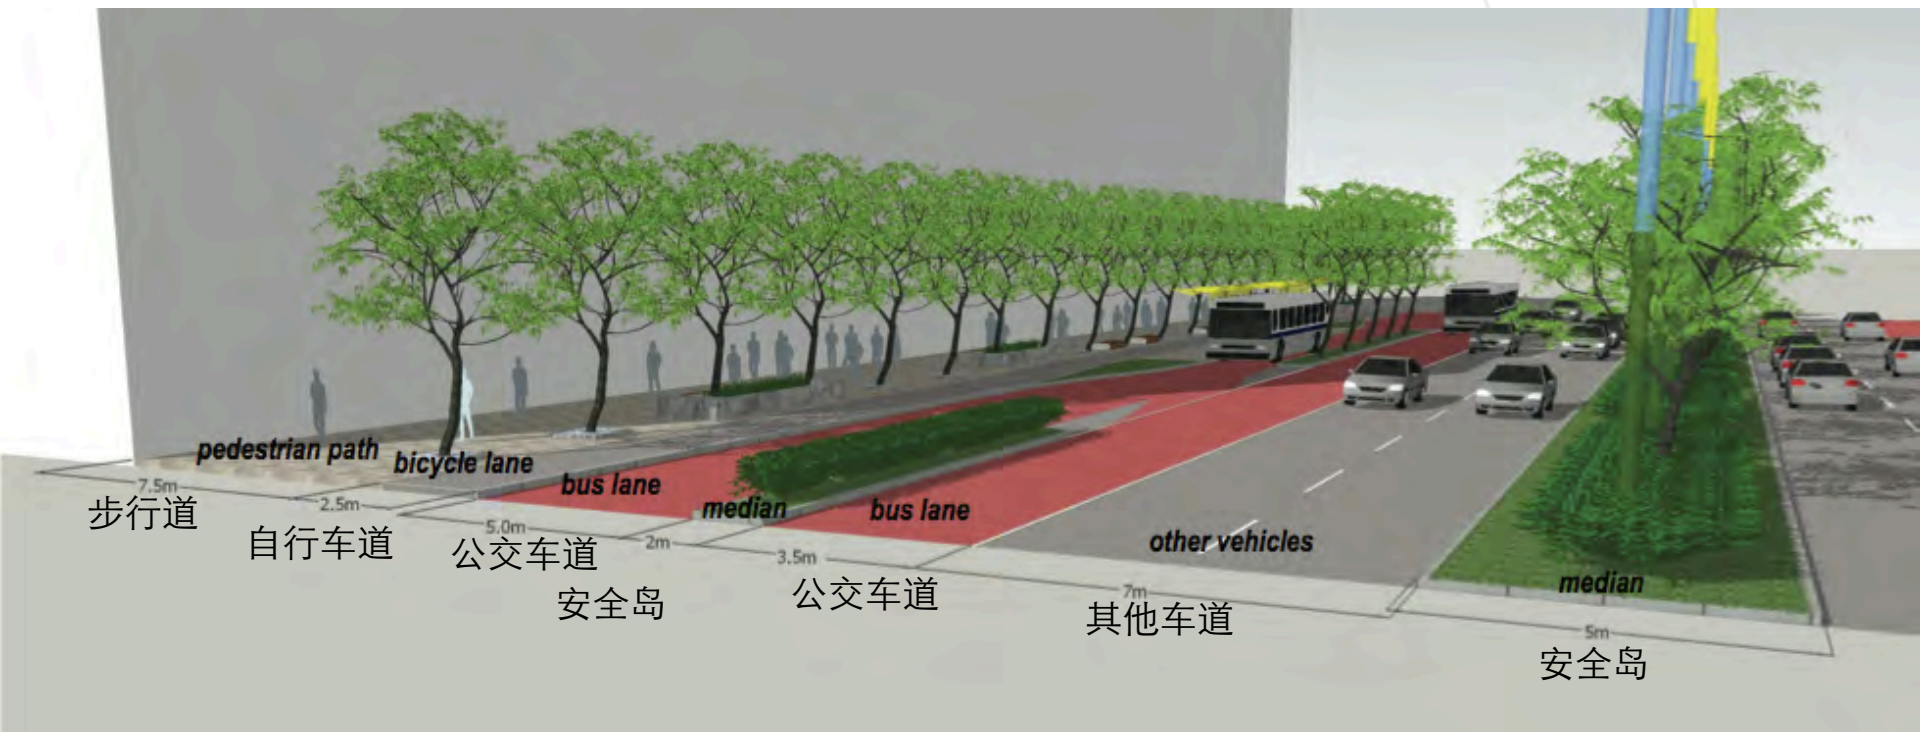 pedestrian path
bicycle lane
bus lane
median
bus lane
other vehicles
median
7.5m
2.5m
5.0m
2m
3.5m
7m
5m
步行道
自行车道
公交车道
安全岛
公交车道
其他车道
安全岛